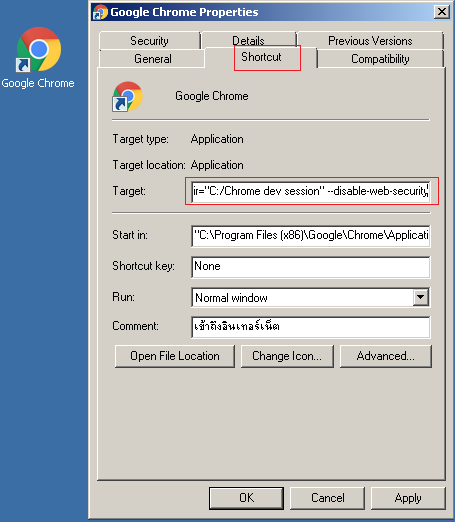 Google Chrome Properties
Google Chrome
Security
Details
Previous Versions
General
Shortcut
Compatibility
Google Chrome
Target type: Application
Target location: Application
Target: ir="C:/Chrome dev session" --disable-web-security
Start in: "C:\Program Files (x86)\Google\Chrome\Applicati
Shortcut key: None
Run: Normal window
Comment: เข้าถึงอินเทอร์เน็ต
Open File Location
Change Icon...
Advanced...
OK
Cancel
Apply